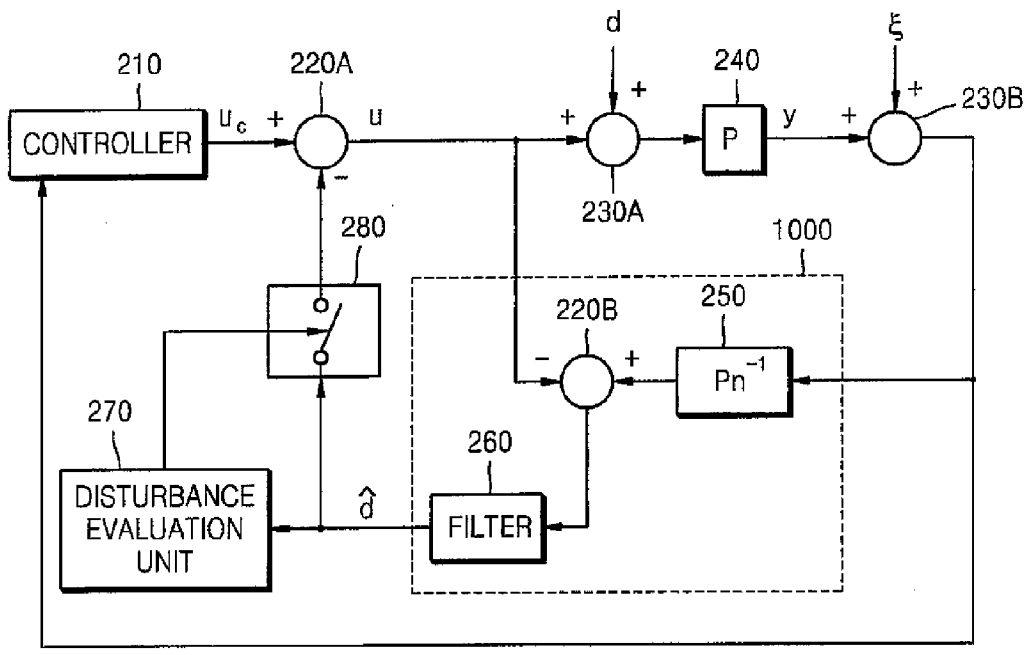 210
220A
d
240
ξ
230B
CONTROLLER
u_c
+
u
+
+
P
y
+
+
−
230A
280
1000
220B
250
−
+
Pn⁻¹
270
260
DISTURBANCE
EVALUATION
UNIT
d̂
FILTER